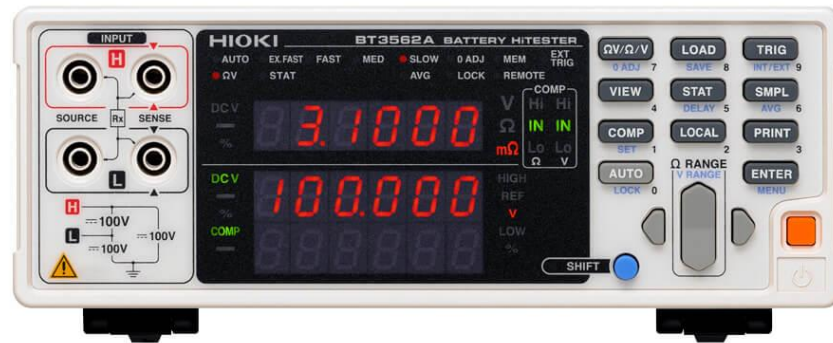 INPUT
H
SOURCE Rx SENSE
L
H
100V
L 100V
100V
HIOKI BT3562A BATTERY HiTESTER
AUTO EX.FAST FAST MED SLOW 0 ADJ MEM EXT TRIG
ΩV STAT AVG LOCK REMOTE
DC V
%
3.1000
V
Ω
mΩ
COMP
Hi Hi
IN IN
Lo Lo
Ω V
DC V
%
COMP
100.000
HIGH
REF
V
LOW
%
SHIFT
ΩV/Ω/V LOAD TRIG
0 ADJ 7 SAVE 8 INT/EXT 9
VIEW STAT SMPL
4 DELAY 5 AVG 6
COMP LOCAL PRINT
SET 1 2 3
AUTO Ω RANGE ENTER
LOCK 0 V RANGE MENU